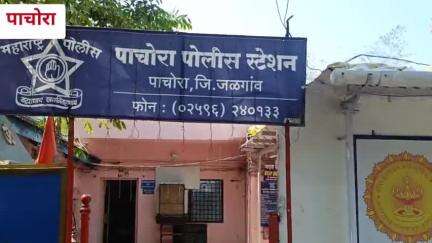 पाचोरा
महाराष्ट्र पोलीस
पाचोरा पोलीस स्टेशन
पाचोरा, जि.जळगांव
फोन : (०२५९६) २४०१३३